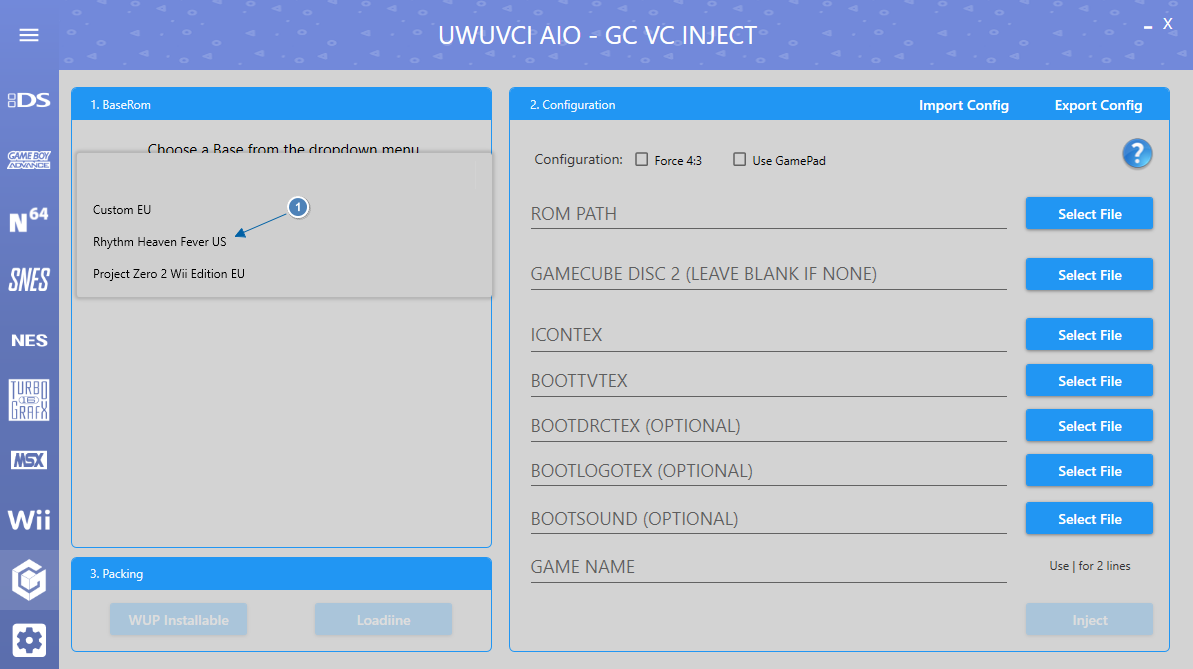 UWUVCI AIO - GC VC INJECT
X
DS
GAME BOY
ADVANCE
N64
SNES
NES
TURBO
16
GRAFX
MSX
Wii
1. BaseRom
Choose a Base from the dropdown menu
Custom EU
1
Rhythm Heaven Fever US
Project Zero 2 Wii Edition EU
2. Configuration
Import Config
Export Config
Configuration:
Force 4:3
Use GamePad
?
ROM PATH
Select File
GAMECUBE DISC 2 (LEAVE BLANK IF NONE)
Select File
ICONTEX
Select File
BOOTTVTEX
Select File
BOOTDRCTEX (OPTIONAL)
Select File
BOOTLOGOTEX (OPTIONAL)
Select File
BOOTSOUND (OPTIONAL)
Select File
GAME NAME
Use | for 2 lines
Inject
3. Packing
WUP Installable
Loadiine